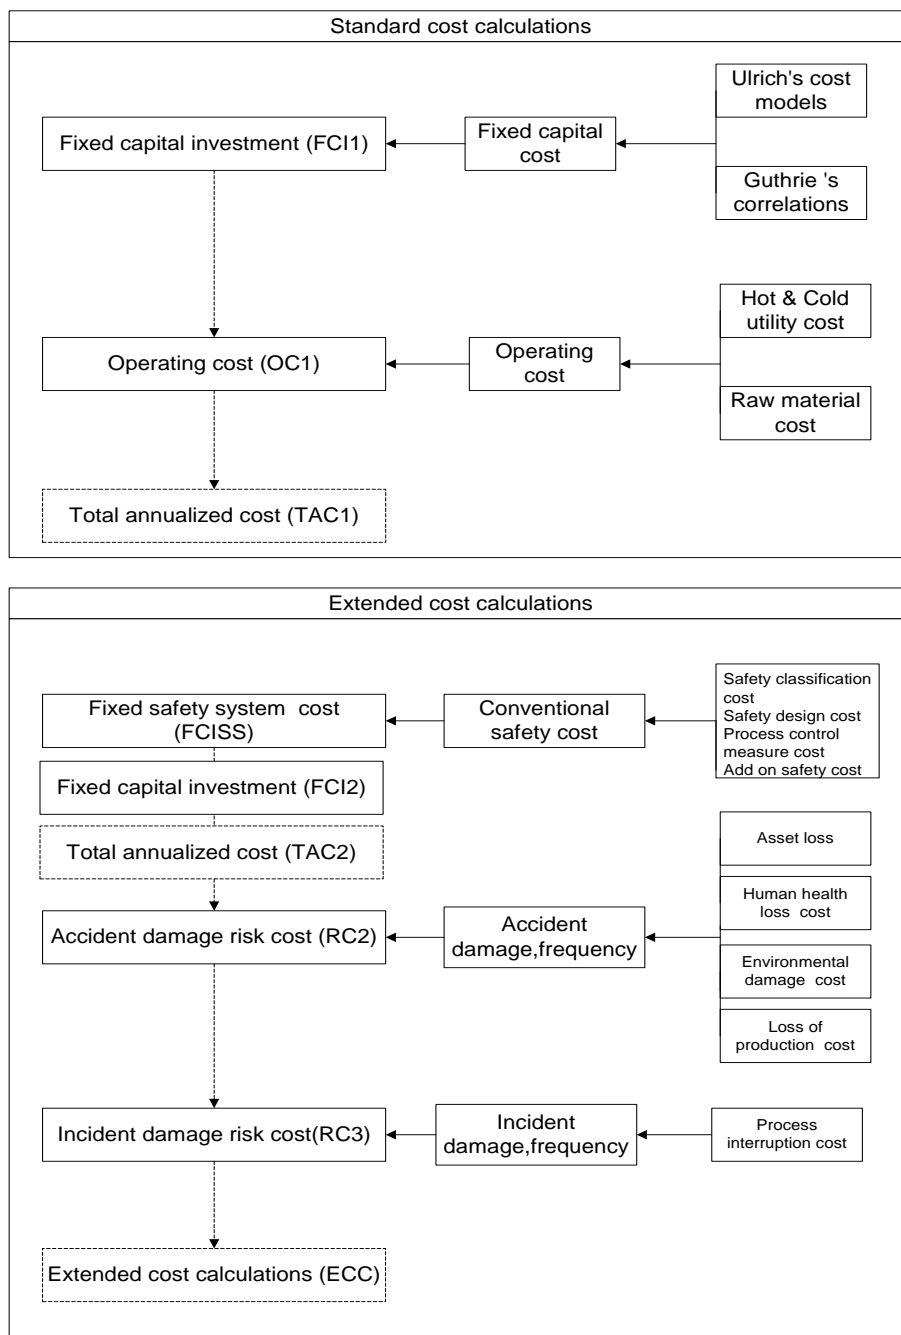 Standard cost calculations
Ulrich's cost
models
Fixed capital investment (FCI1)
Fixed capital
cost
Guthrie 's
correlations
Hot & Cold
utility cost
Operating cost (OC1)
Operating
cost
Raw material
cost
Total annualized cost (TAC1)
Extended cost calculations
Fixed safety system  cost
(FCISS)
Conventional
safety cost
Safety classification
cost
Safety design cost
Process control
measure cost
Add on safety cost
Fixed capital investment (FCI2)
Total annualized cost (TAC2)
Asset loss
Human health
loss  cost
Accident damage risk cost (RC2)
Accident
damage,frequency
Environmental
damage  cost
Loss of
production  cost
Incident damage risk cost(RC3)
Incident
damage,frequency
Process
interruption cost
Extended cost calculations (ECC)